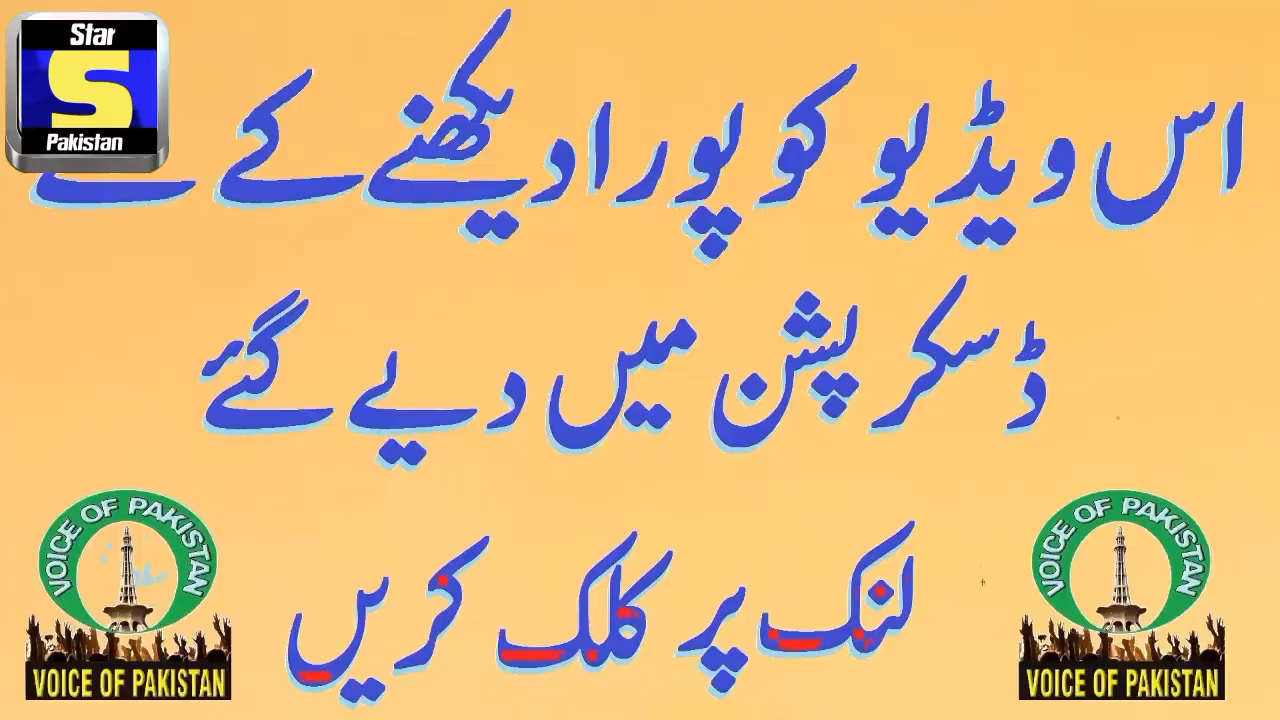 Star
S
Pakistan
اس ویڈیو کو پورا دیکھنے کے
ڈسکرپشن میں دیے گئے
لنک پر کلک کریں
VOICE OF PAKISTAN
VOICE OF PAKISTAN
VOICE OF PAKISTAN
VOICE OF PAKISTAN